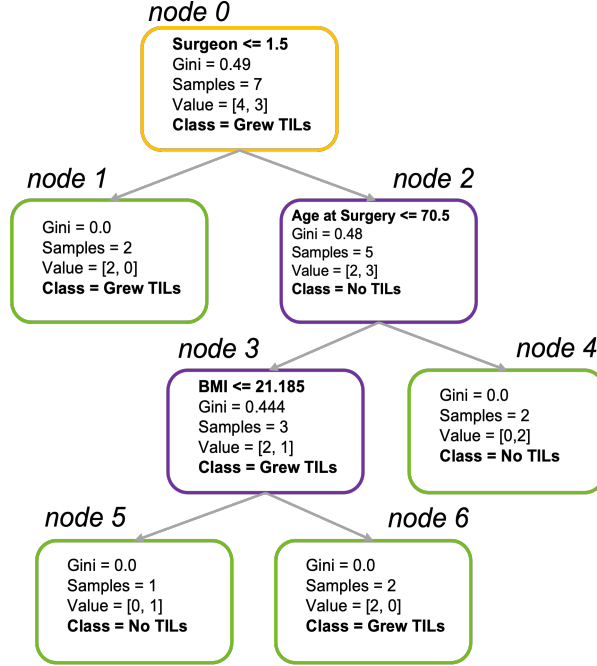 node 0
Surgeon <= 1.5
Gini = 0.49
Samples = 7
Value = [4, 3]
Class = Grew TILs
node 1
Gini = 0.0
Samples = 2
Value = [2, 0]
Class = Grew TILs
node 2
Age at Surgery <= 70.5
Gini = 0.48
Samples = 5
Value = [2, 3]
Class = No TILs
node 3
BMI <= 21.185
Gini = 0.444
Samples = 3
Value = [2, 1]
Class = Grew TILs
node 4
Gini = 0.0
Samples = 2
Value = [0,2]
Class = No TILs
node 5
Gini = 0.0
Samples = 1
Value = [0, 1]
Class = No TILs
node 6
Gini = 0.0
Samples = 2
Value = [2, 0]
Class = Grew TILs